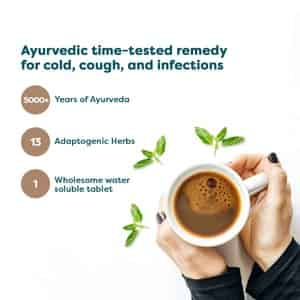 Ayurvedic time-tested remedy
for cold, cough, and infections
5000+
Years of Ayurveda
13
Adaptogenic Herbs
1
Wholesome water
soluble tablet